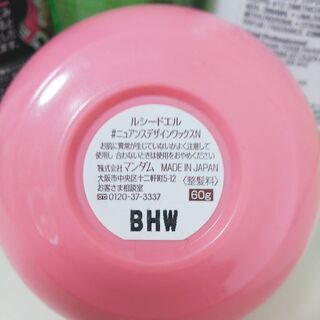 ルシードエル
#ニュアンスデザインワックスN
お肌に異常が生じていないかよく注意して
使用し 合わないときは使用をおやめください
株式会社 マンダム MADE IN JAPAN
大阪市中央区十二軒町5-12 〈整髪料〉
お客さま相談室
0120-37-3337 60g
BHW